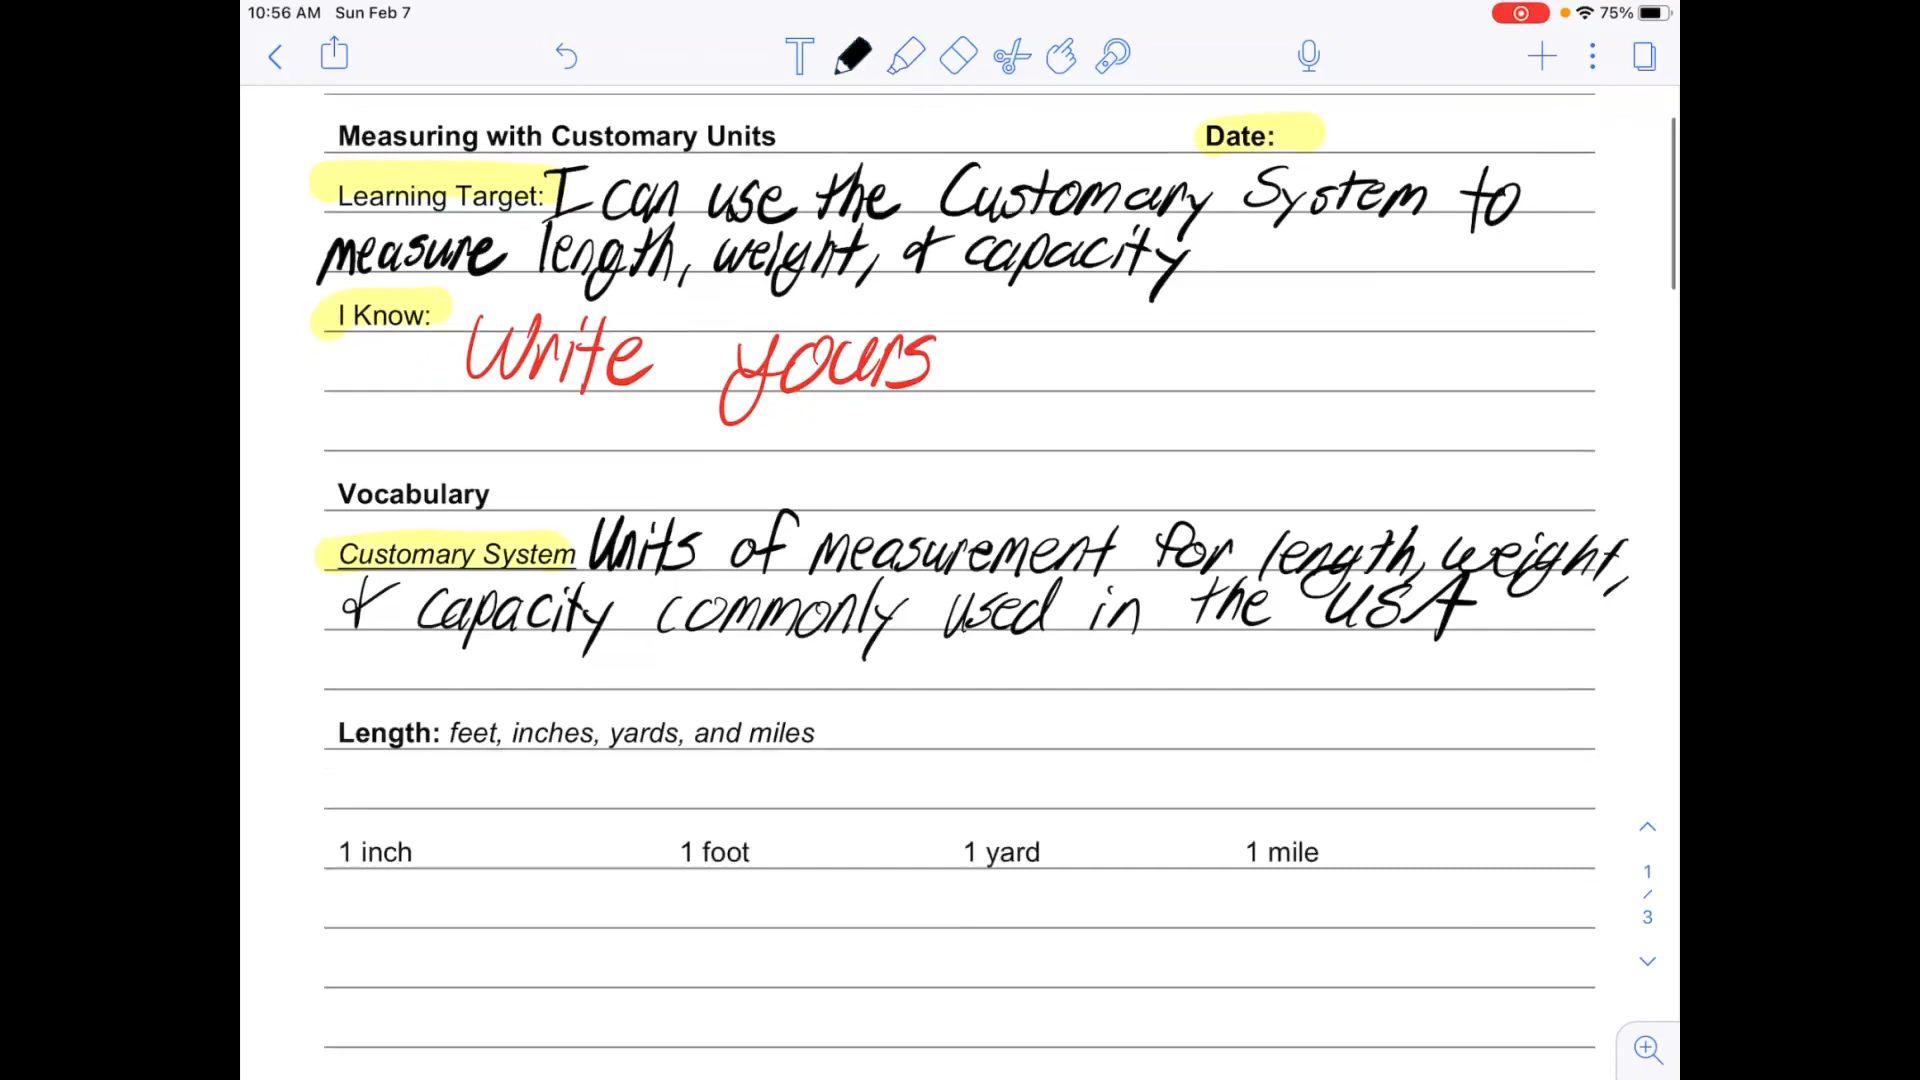 10:56 AM Sun Feb 7
75%
Measuring with Customary Units Date:
Learning Target: I can use the Customary System to
measure length, weight, & capacity
I Know:
Write yours
Vocabulary
Customary System Units of measurement for length, weight,
& capacity commonly used in the USA
Length: feet, inches, yards, and miles
1 inch 1 foot 1 yard 1 mile
1
/
3